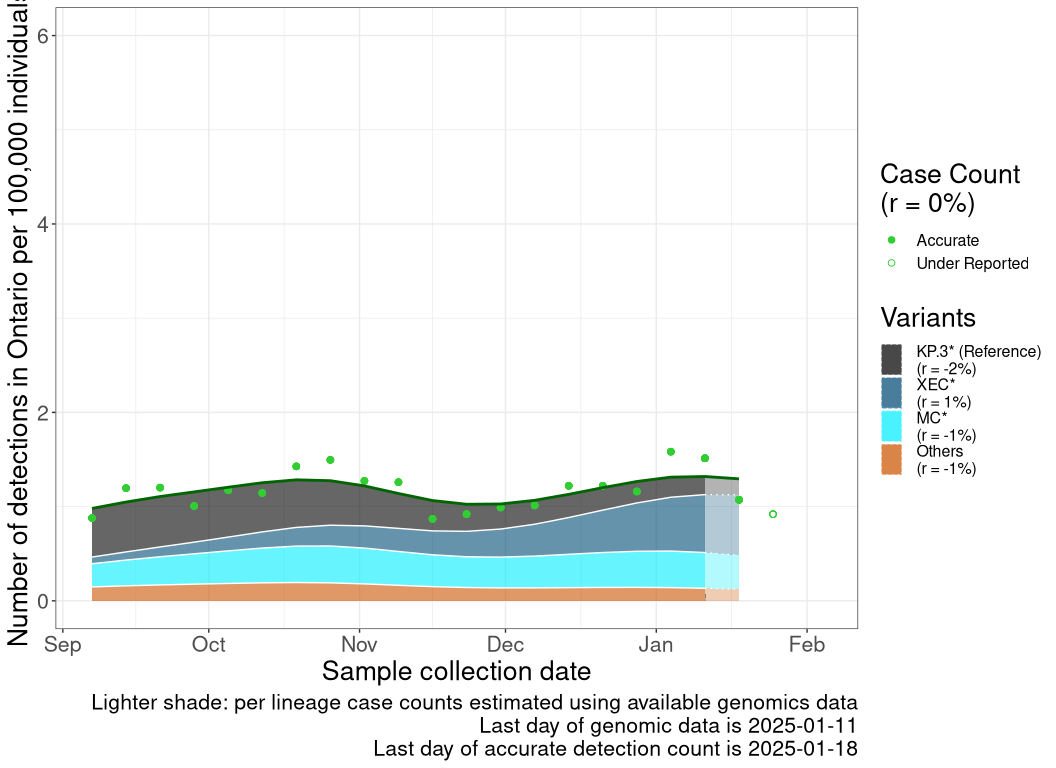 Number of detections in Ontario per 100,000 individuals
6
4
2
0
Sep Oct Nov Dec Jan Feb
Sample collection date
Lighter shade: per lineage case counts estimated using available genomics data
Last day of genomic data is 2025-01-11
Last day of accurate detection count is 2025-01-18
Case Count
(r = 0%)
Accurate
Under Reported
Variants
KP.3* (Reference)
(r = -2%)
XEC*
(r = 1%)
MC*
(r = -1%)
Others
(r = -1%)